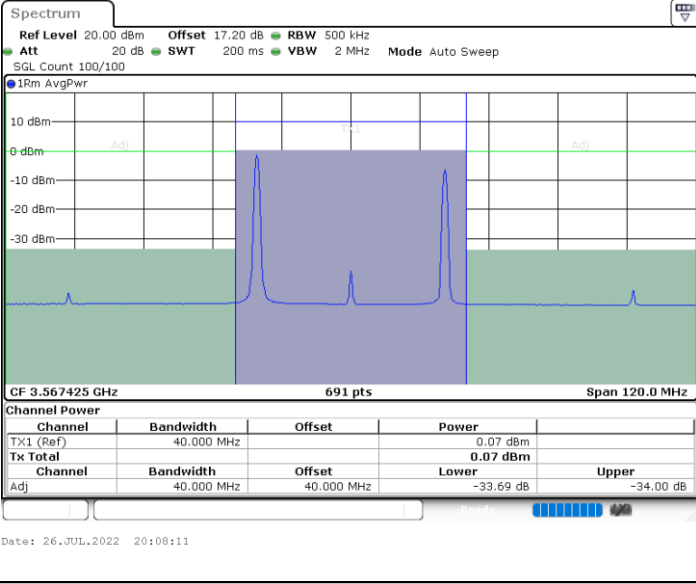 Spectrum
Ref Level 20.00 dBm Offset 17.20 dB RBW 500 kHz
Att 20 dB SWT 200 ms VBW 2 MHz Mode Auto Sweep
SGL Count 100/100
1Rm AvgPwr
10 dBm
TX1
Adj Adj
0 dBm
-10 dBm
-20 dBm
-30 dBm
CF 3.567425 GHz 691 pts Span 120.0 MHz
Channel Power
Channel Bandwidth Offset Power
TX1 (Ref) 40.000 MHz 0.07 dBm
Tx Total 0.07 dBm
Channel Bandwidth Offset Lower Upper
Adj 40.000 MHz 40.000 MHz -33.69 dB -34.00 dB
Ready
Date: 26.JUL.2022 20:08:11